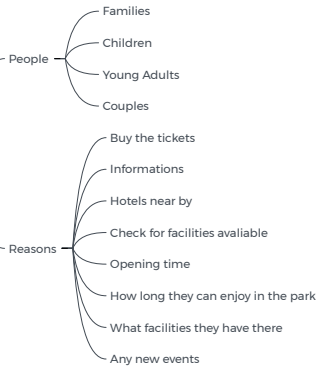 People
Families
Children
Young Adults
Couples
Reasons
Buy the tickets
Informations
Hotels near by
Check for facilities avaliable
Opening time
How long they can enjoy in the park
What facilities they have there
Any new events